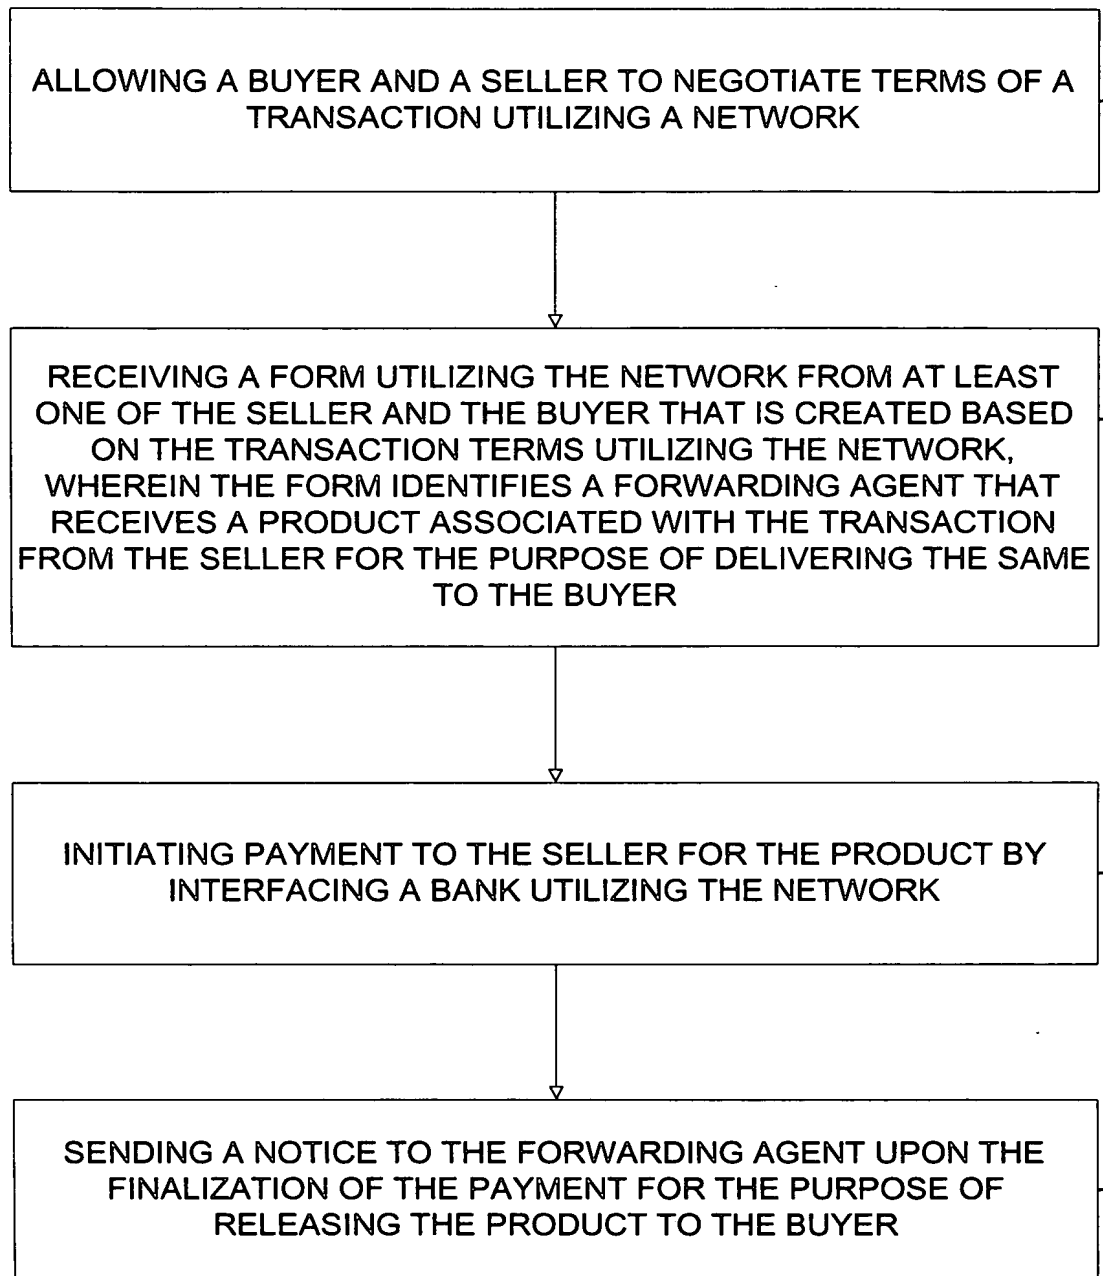 ALLOWING A BUYER AND A SELLER TO NEGOTIATE TERMS OF A
TRANSACTION UTILIZING A NETWORK
RECEIVING A FORM UTILIZING THE NETWORK FROM AT LEAST
ONE OF THE SELLER AND THE BUYER THAT IS CREATED BASED
ON THE TRANSACTION TERMS UTILIZING THE NETWORK,
WHEREIN THE FORM IDENTIFIES A FORWARDING AGENT THAT
RECEIVES A PRODUCT ASSOCIATED WITH THE TRANSACTION
FROM THE SELLER FOR THE PURPOSE OF DELIVERING THE SAME
TO THE BUYER
INITIATING PAYMENT TO THE SELLER FOR THE PRODUCT BY
INTERFACING A BANK UTILIZING THE NETWORK
SENDING A NOTICE TO THE FORWARDING AGENT UPON THE
FINALIZATION OF THE PAYMENT FOR THE PURPOSE OF
RELEASING THE PRODUCT TO THE BUYER